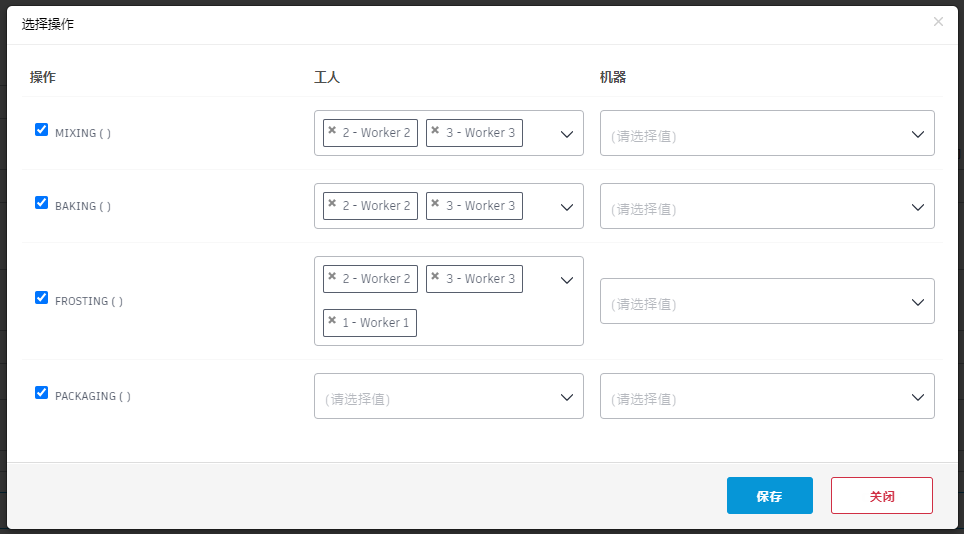 选择操作 ×
操作 工人 机器
MIXING ( ) × 2 - Worker 2 × 3 - Worker 3 (请选择值)
BAKING ( ) × 2 - Worker 2 × 3 - Worker 3 (请选择值)
× 2 - Worker 2 × 3 - Worker 3
FROSTING ( ) (请选择值)
× 1 - Worker 1
PACKAGING ( ) (请选择值) (请选择值)
保存 关闭